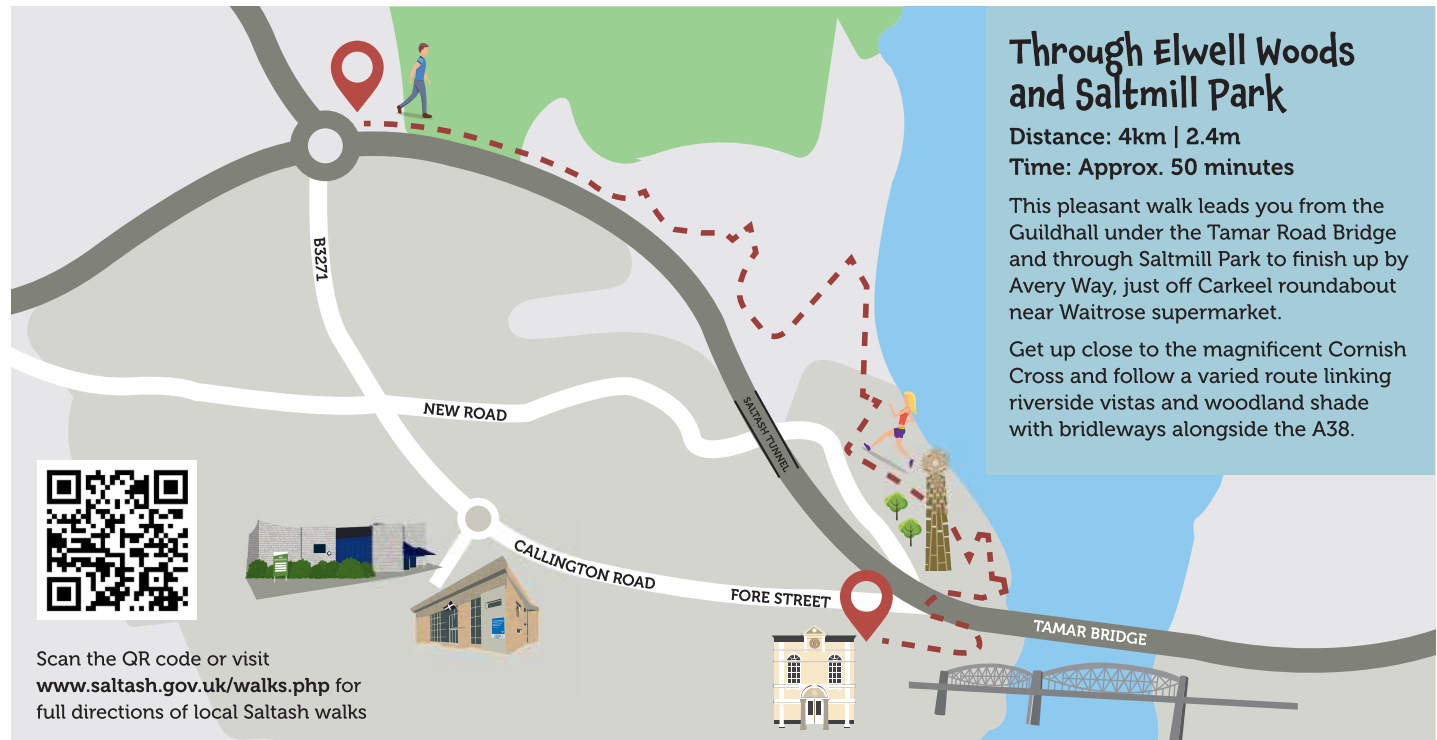 Through Elwell Woods
and Saltmill Park
Distance: 4km | 2.4m
Time: Approx. 50 minutes
This pleasant walk leads you from the
Guildhall under the Tamar Road Bridge
and through Saltmill Park to finish up by
Avery Way, just off Carkeel roundabout
near Waitrose supermarket.
Get up close to the magnificent Cornish
Cross and follow a varied route linking
riverside vistas and woodland shade
with bridleways alongside the A38.
B3271
NEW ROAD
SALTASH TUNNEL
CALLINGTON ROAD
FORE STREET
TAMAR BRIDGE
Scan the QR code or visit
www.saltash.gov.uk/walks.php for
full directions of local Saltash walks